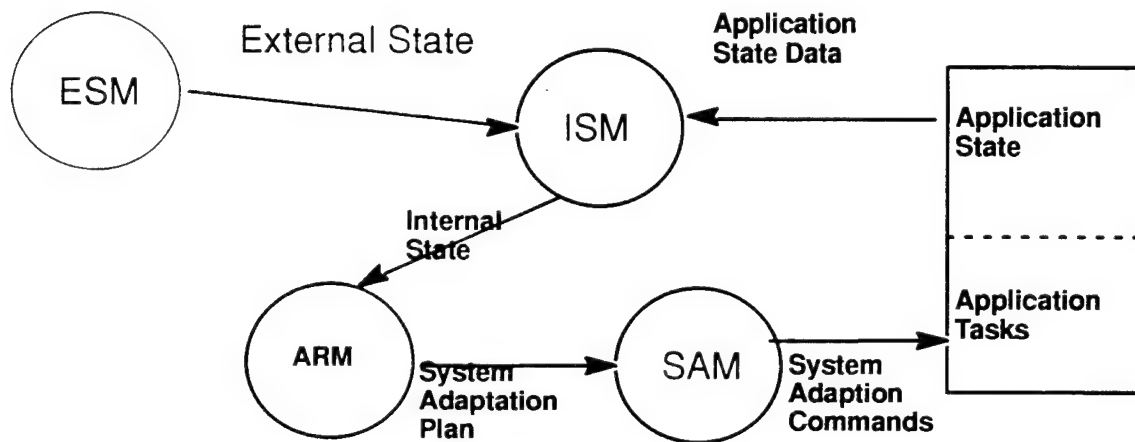 External State
Application
State Data
ESM
ISM
Application
State
Internal
State
Application
Tasks
ARM
SAM
System
Adaptation
Plan
System
Adaption
Commands